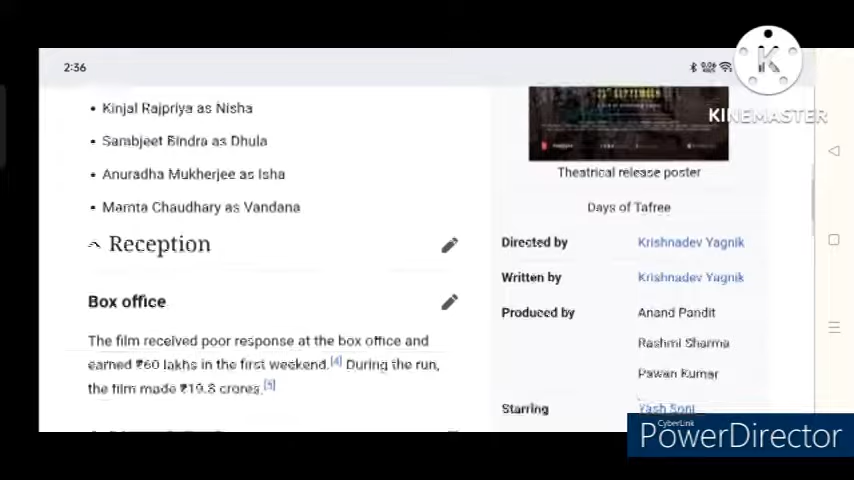 2:36
KINEMASTER
Kinjal Rajpriya as Nisha
Sarabjeet Bindra as Dhula
Anuradha Mukherjee as Isha
Mamta Chaudhary as Vandana
Reception
Box office
The film received poor response at the box office and
earned ₹60 lakhs in the first weekend.[4] During the run,
the film made ₹19.8 crores.[5]
Theatrical release poster
Days of Tafree
Directed by Krishnadev Yagnik
Written by Krishnadev Yagnik
Produced by Anand Pandit
Rashmi Sharma
Pawan Kumar
Starring Yash Soni
CyberLink
PowerDirector